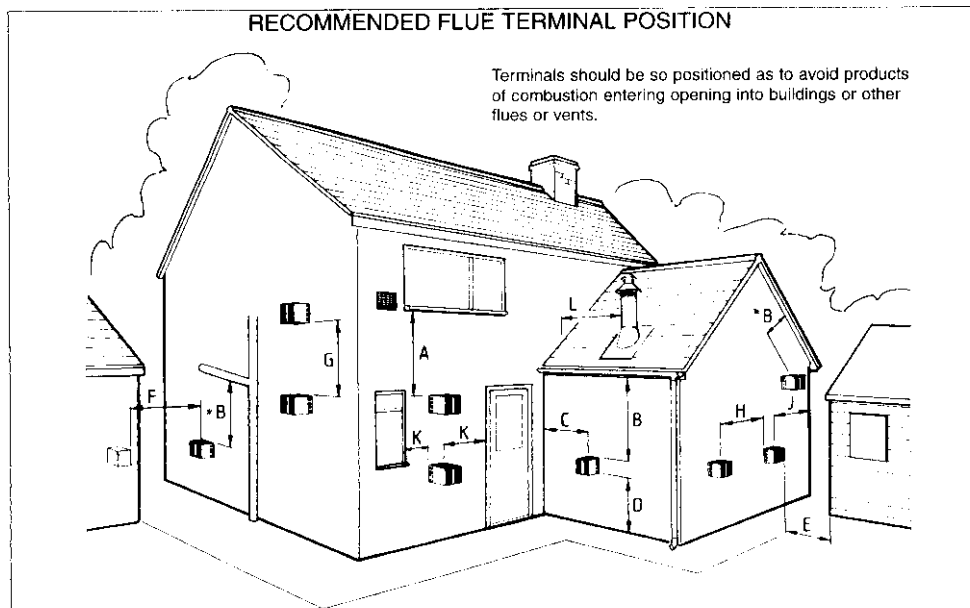 RECOMMENDED FLUE TERMINAL POSITION
Terminals should be so positioned as to avoid products
of combustion entering opening into buildings or other
flues or vents.
L
*B
G
A
F
*B
K
K
C
B
H
J
D
E